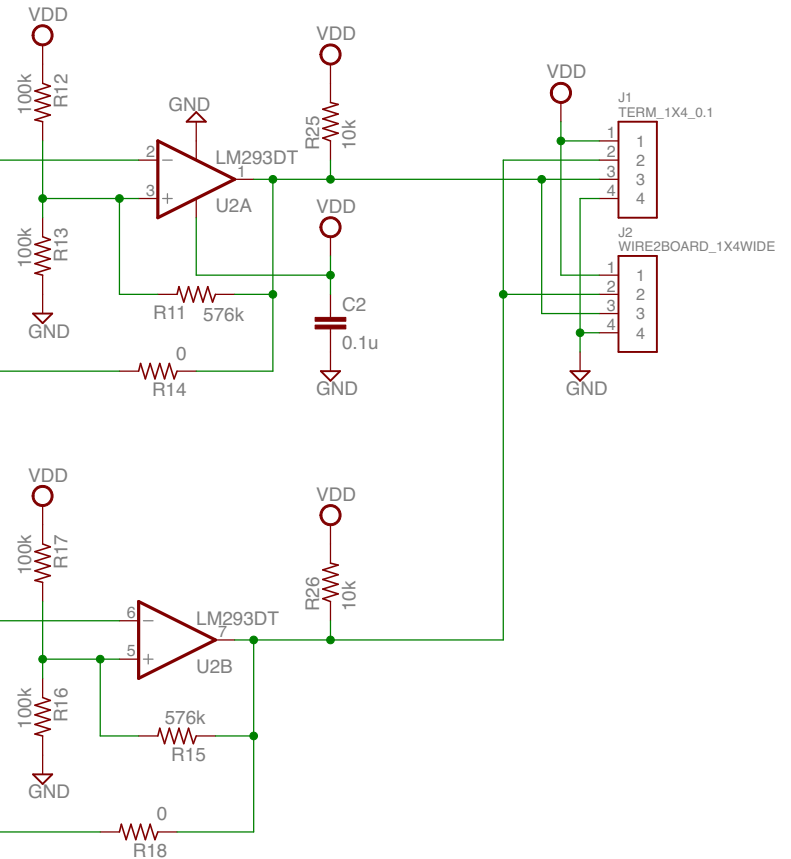 VDD
100k
R12
GND
2
LM293DT
1
3
U2A
100k
R13
GND
R11
576k
0
R14
VDD
R25
10k
VDD
C2
0.1u
GND
VDD
J1
TERM_1X4_0.1
1 1
2 2
3 3
4 4
J2
WIRE2BOARD_1X4WIDE
1 1
2 2
3 3
4 4
GND
VDD
100k
R17
6
LM293DT
7
5
U2B
100k
R16
GND
576k
R15
0
R18
VDD
R26
10k